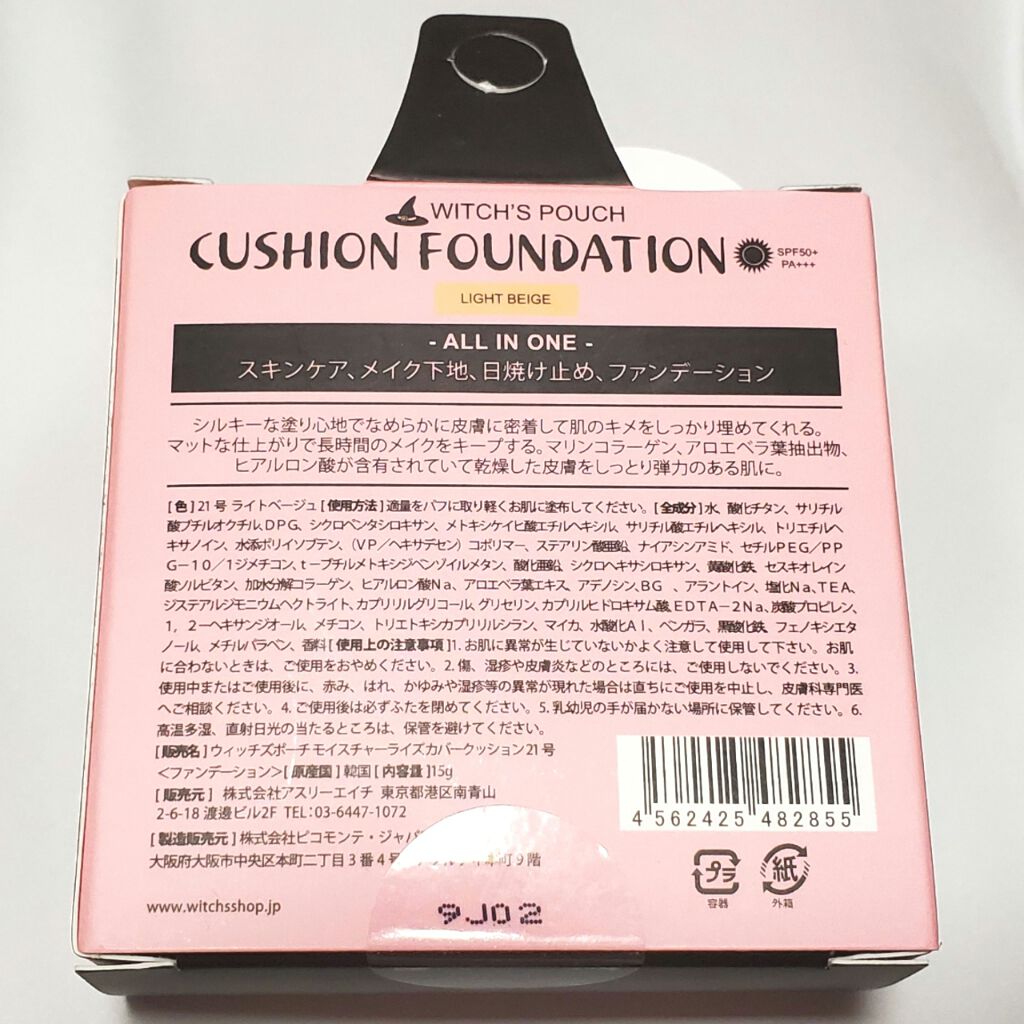 WITCH'S POUCH
CUSHION FOUNDATION
SPF50+
PA+++
LIGHT BEIGE
- ALL IN ONE -
スキンケア、メイク下地、日焼け止め、ファンデーション
シルキーな塗り心地でなめらかに皮膚に密着して肌のキメをしっかり埋めてくれる。
マットな仕上がりで長時間のメイクをキープする。マリンコラーゲン、アロエベラ葉抽出物、
ヒアルロン酸が含有されていて乾燥した皮膚をしっとり弾力のある肌に。
[色]21号 ライトベージュ[使用方法]適量をパフに取り軽くお肌に塗布してください。[全成分]水、酸化チタン、サリチル
酸ブチルオクチル、DPG、シクロペンタシロキサン、メトキシケイヒ酸エチルヘキシル、サリチル酸エチルヘキシル、トリエチルヘ
キサノイン、水添ポリイソブテン、（VP／ヘキサデセン）コポリマー、ステアリン酸亜鉛、ナイアシンアミド、セチルPEG／PP
G－10／1ジメチコン、t－ブチルメトキシジベンゾイルメタン、酸化亜鉛、シクロヘキサシロキサン、黄酸化鉄、セスキオレイン
酸ソルビタン、加水分解コラーゲン、ヒアルロン酸Na、アロエベラ葉エキス、アデノシン、BG、アラントイン、塩化Na、TEA、
ジステアルジモニウムヘクトライト、カプリリルグリコール、グリセリン、カプリルヒドロキサム酸、EDTA－2Na、炭酸プロピレン、
1，2－ヘキサンジオール、メチコン、トリエトキシカプリリルシラン、マイカ、水酸化Al、ベンガラ、黒酸化鉄、フェノキシエタ
ノール、メチルパラベン、香料[使用上の注意事項]1.お肌に異常が生じていないかよく注意して使用して下さい。お肌
に合わないときは、ご使用をおやめください。2.傷、湿疹や皮膚炎などのところには、ご使用しないでください。3.
使用中またはご使用後に、赤み、はれ、かゆみや湿疹等の異常が現れた場合は直ちにご使用を中止し、皮膚科専門医
へご相談ください。4.ご使用後は必ずふたを閉めてください。5.乳幼児の手が届かない場所に保管してください。6.
高温多湿、直射日光の当たるところは、保管を避けてください。
[販売名]ウィッチズポーチ モイスチャーライズカバークッション21号
＜ファンデーション＞[原産国]韓国[内容量]15g
[販売元] 株式会社アスリーエイチ 東京都港区南青山
2-6-18 渡邊ビル2F TEL:03-6447-1072
[製造販売元]株式会社ピコモンテ・ジャパ
大阪府大阪市中央区本町二丁目3番4号 町9階
www.witchsshop.jp
9J02
4 562425 482855
プラ
容器
紙
外箱